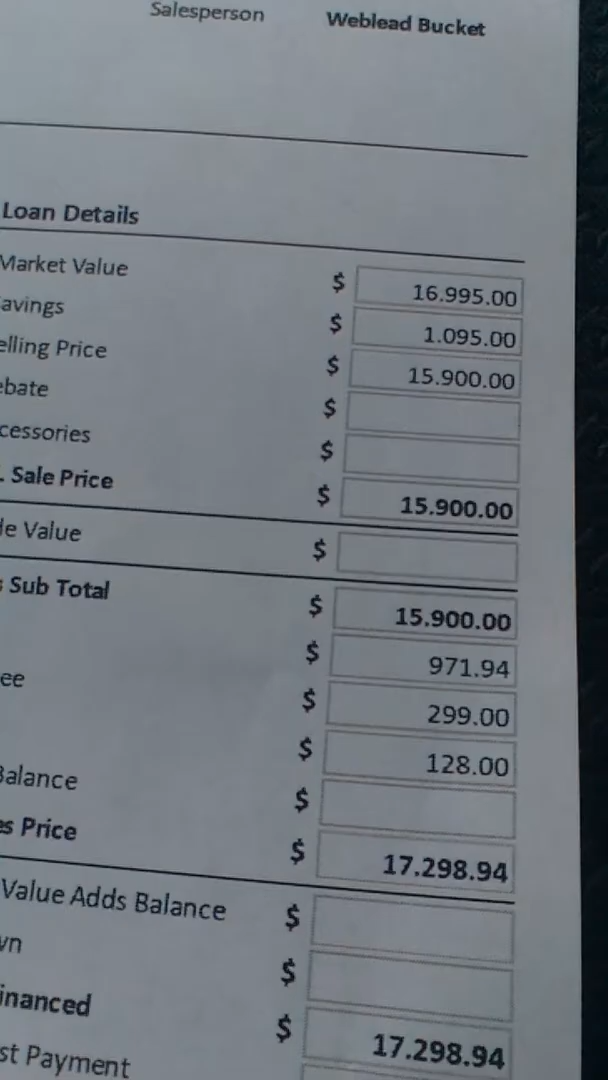 Salesperson Weblead Bucket
Loan Details
Market Value $ 16.995.00
avings $ 1.095.00
elling Price $ 15.900.00
ebate $
cessories $
. Sale Price $ 15.900.00
de Value $
s Sub Total $ 15.900.00
$ 971.94
ee $ 299.00
$ 128.00
Balance $
es Price $ 17.298.94
Value Adds Balance $
wn $
inanced $ 17.298.94
st Payment